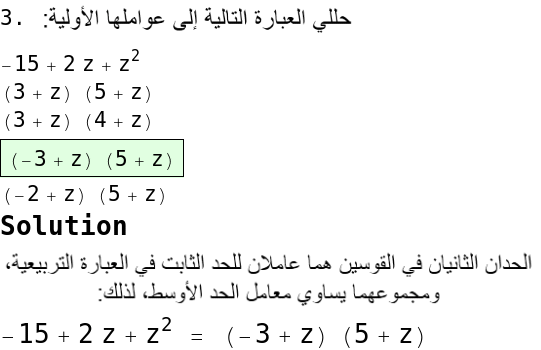 3. حللي العبارة التالية إلى عواملها الأولية:
-15 + 2 z + z²
(3 + z) (5 + z)
(3 + z) (4 + z)
(-3 + z) (5 + z)
(-2 + z) (5 + z)
Solution
الحدان الثانيان في القوسين هما عاملان للحد الثابت في العبارة التربيعية،
ومجموعهما يساوي معامل الحد الأوسط، لذلك:
-15 + 2 z + z² = (-3 + z) (5 + z)